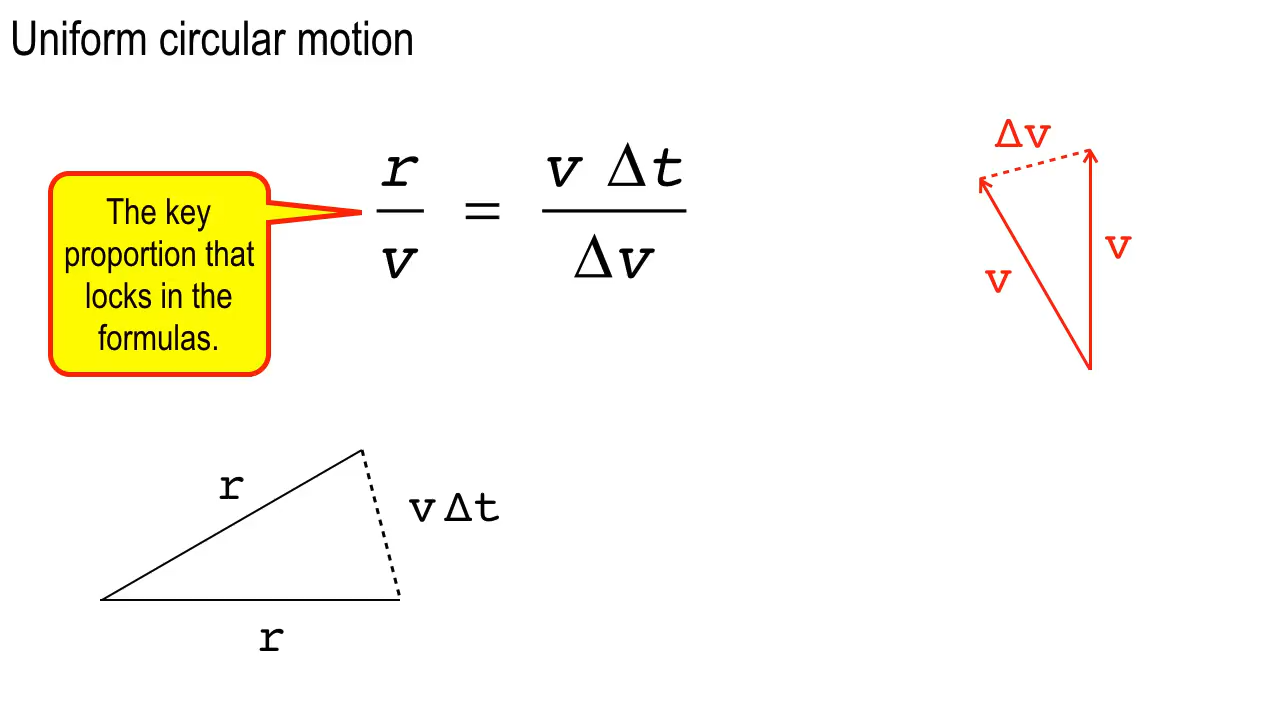 Uniform circular motion
The key
proportion that
locks in the
formulas.
r
v
=
v Δt
Δv
Δv
v
v
r
v Δt
r